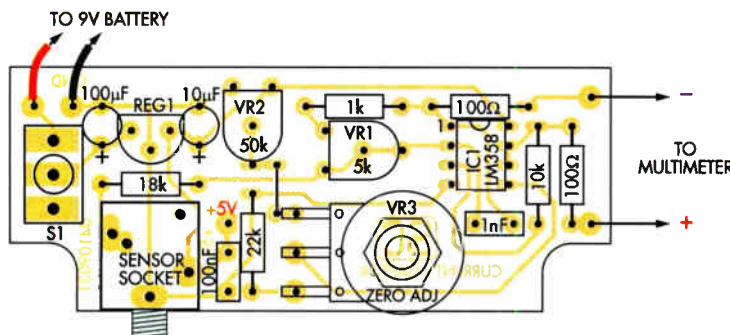 TO 9V BATTERY
100µF
REG1
10µF
VR2
50k
1k
100Ω
VR1
5k
1
IC1
LM358
10k
100Ω
−
TO
MULTIMETER
+
+
+
18k
S1
+5V
SENSOR
SOCKET
100nF
22k
VR3
1nF
ZERO ADJ